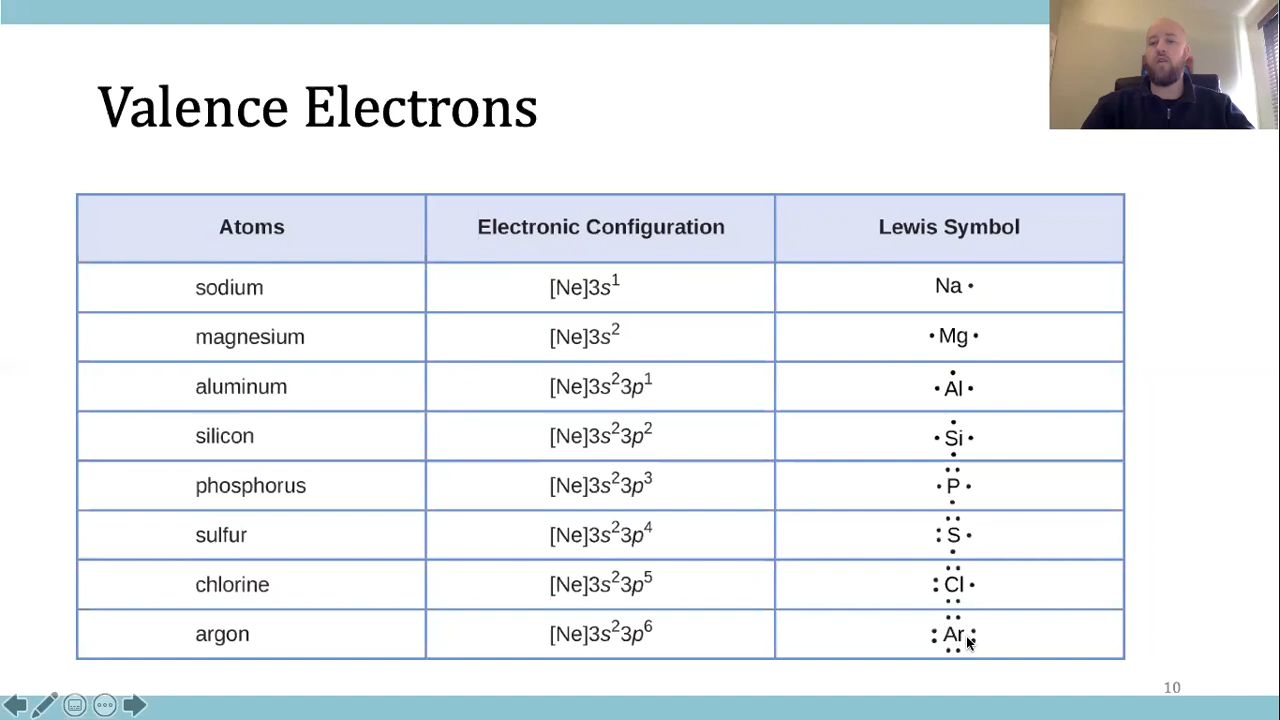 Valence Electrons
Atoms Electronic Configuration Lewis Symbol
sodium [Ne]3s¹ Na
magnesium [Ne]3s² Mg
aluminum [Ne]3s²3p¹ Al
silicon [Ne]3s²3p² Si
phosphorus [Ne]3s²3p³ P
sulfur [Ne]3s²3p⁴ S
chlorine [Ne]3s²3p⁵ Cl
argon [Ne]3s²3p⁶ Ar
10